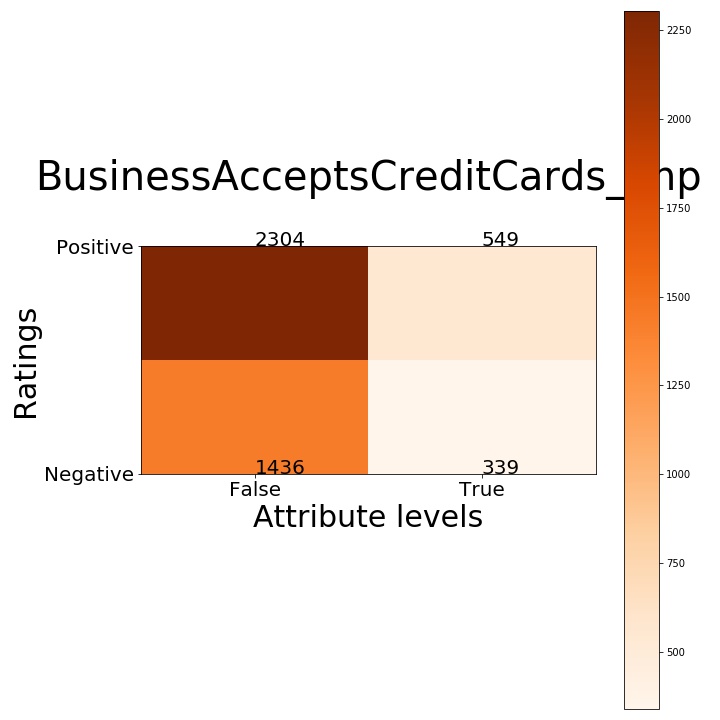 BusinessAcceptsCreditCards_
2304 549
Positive
Ratings
Negative
1436 339
False True
Attribute levels
2250
2000
1750
1500
1250
1000
750
500